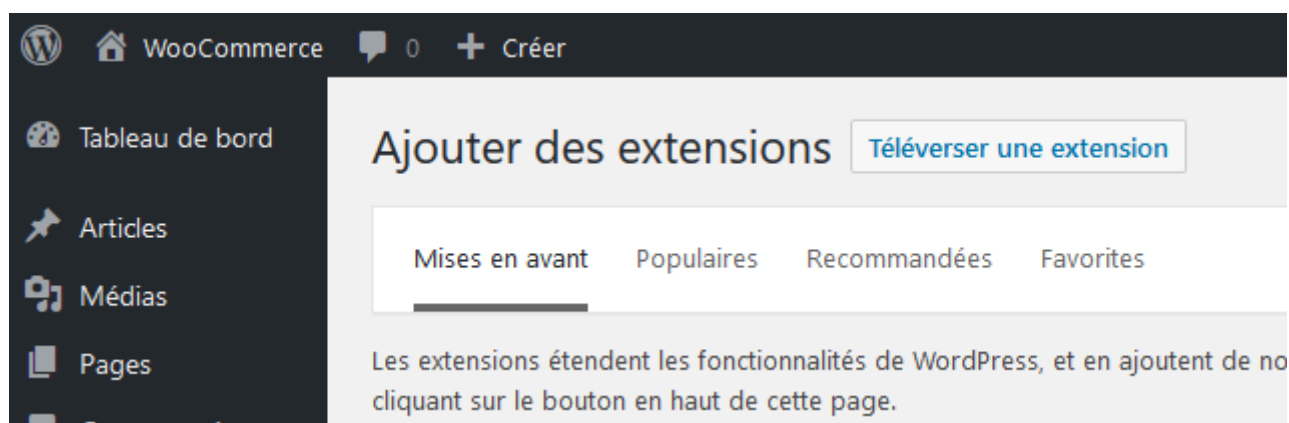 WooCommerce 0 + Créer
Tableau de bord
Ajouter des extensions Téléverser une extension
Articles
Mises en avant Populaires Recommandées Favorites
Médias
Pages
Les extensions étendent les fonctionnalités de WordPress, et en ajoutent de no
cliquant sur le bouton en haut de cette page.